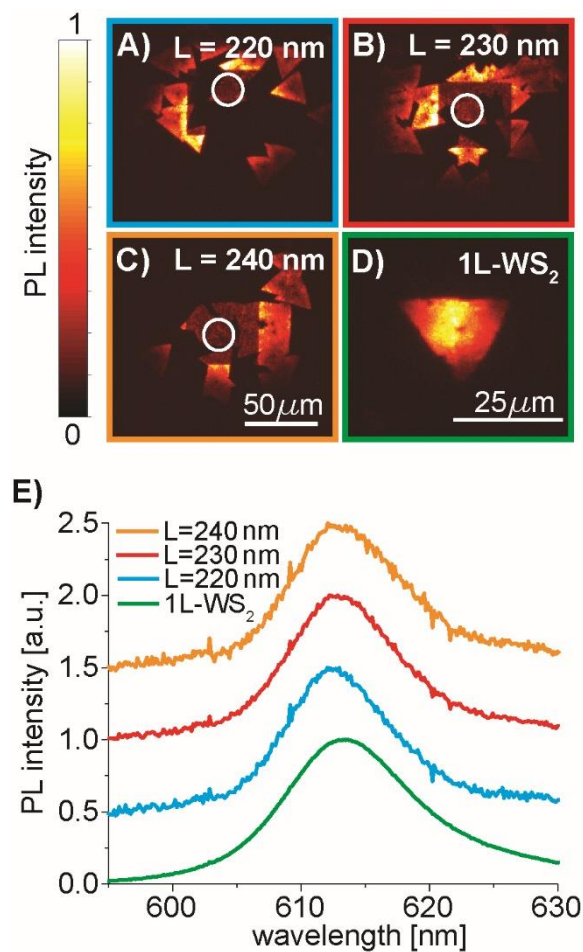 1
PL intensity
0
A) L = 220 nm
B) L = 230 nm
C) L = 240 nm
50μm
D) 1L-WS₂
25μm
E)
L=240 nm
L=230 nm
L=220 nm
1L-WS₂
PL intensity [a.u.]
2.5
2.0
1.5
1.0
0.5
0.0
600 610 620 630
wavelength [nm]